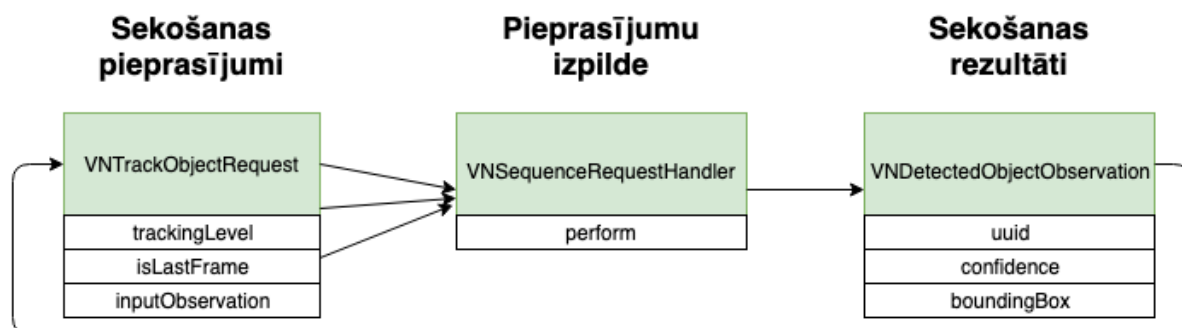 Sekošanas
pieprasījumi
Pieprasījumu
izpilde
Sekošanas
rezultāti
VNTrackObjectRequest
trackingLevel
isLastFrame
inputObservation
VNSequenceRequestHandler
perform
VNDetectedObjectObservation
uuid
confidence
boundingBox